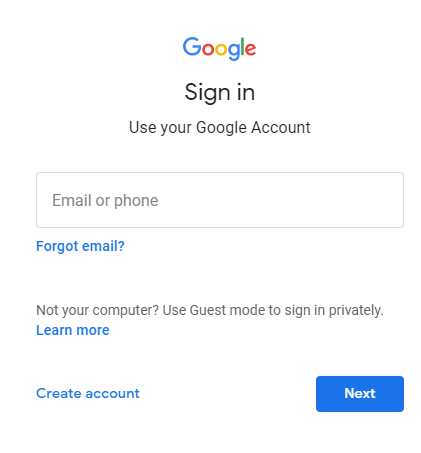 Google
Sign in
Use your Google Account
Email or phone
Forgot email?
Not your computer? Use Guest mode to sign in privately.
Learn more
Create account
Next